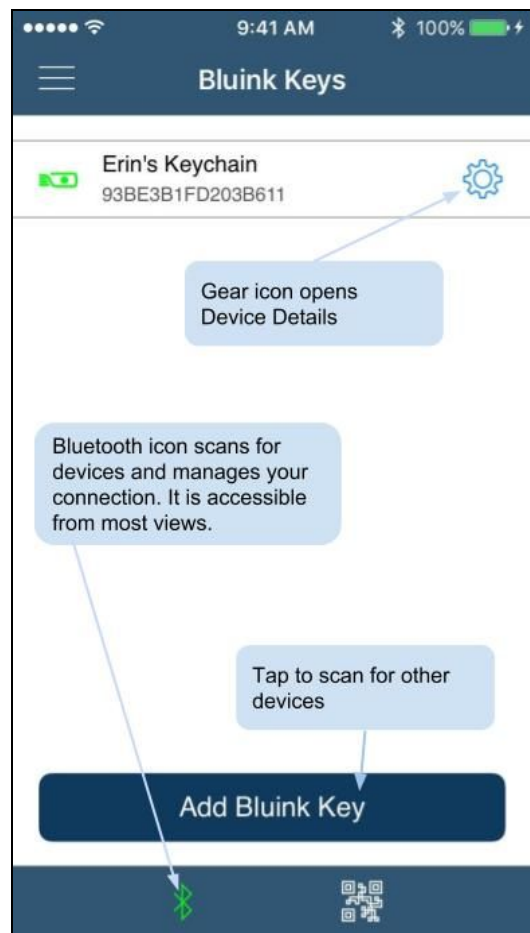 9:41 AM
100%
Bluink Keys
Erin's Keychain
93BE3B1FD203B611
Gear icon opens
Device Details
Bluetooth icon scans for
devices and manages your
connection. It is accessible
from most views.
Tap to scan for other
devices
Add Bluink Key